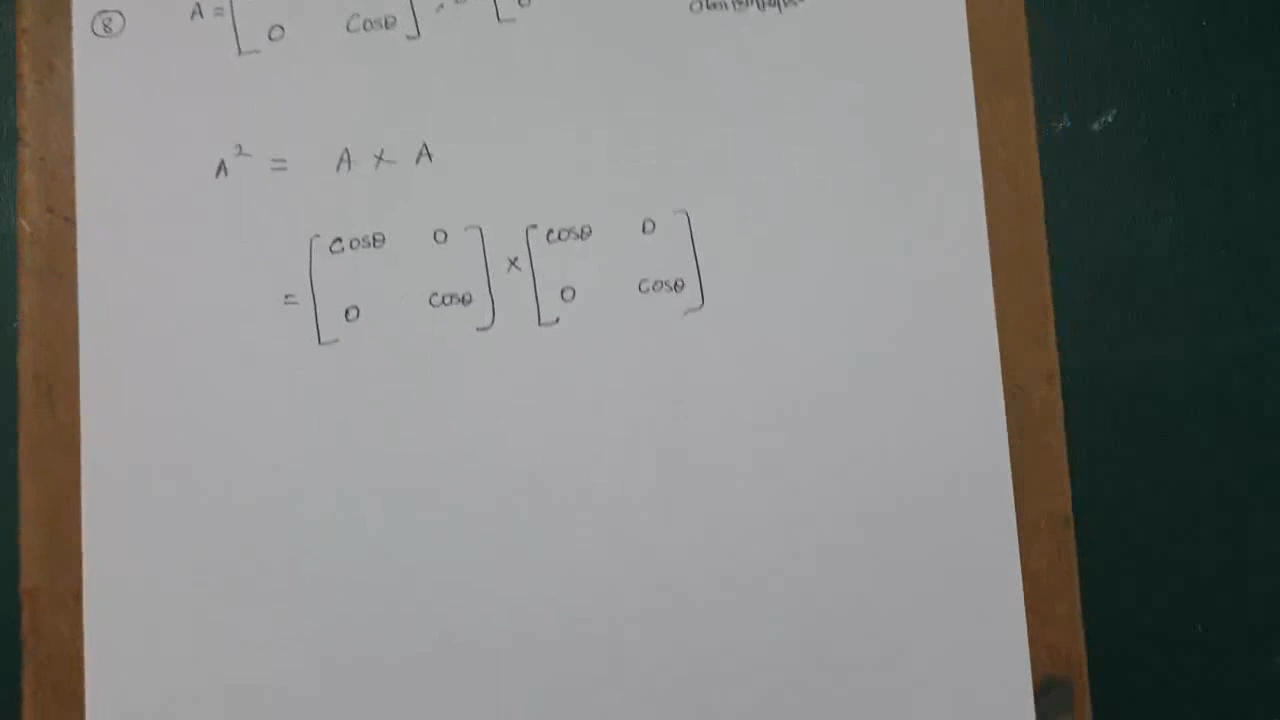 ⑧ A = [ 0 cosθ ] ,
A² = A × A
= [ cosθ 0 0 cosθ ] × [ cosθ 0 0 cosθ ]